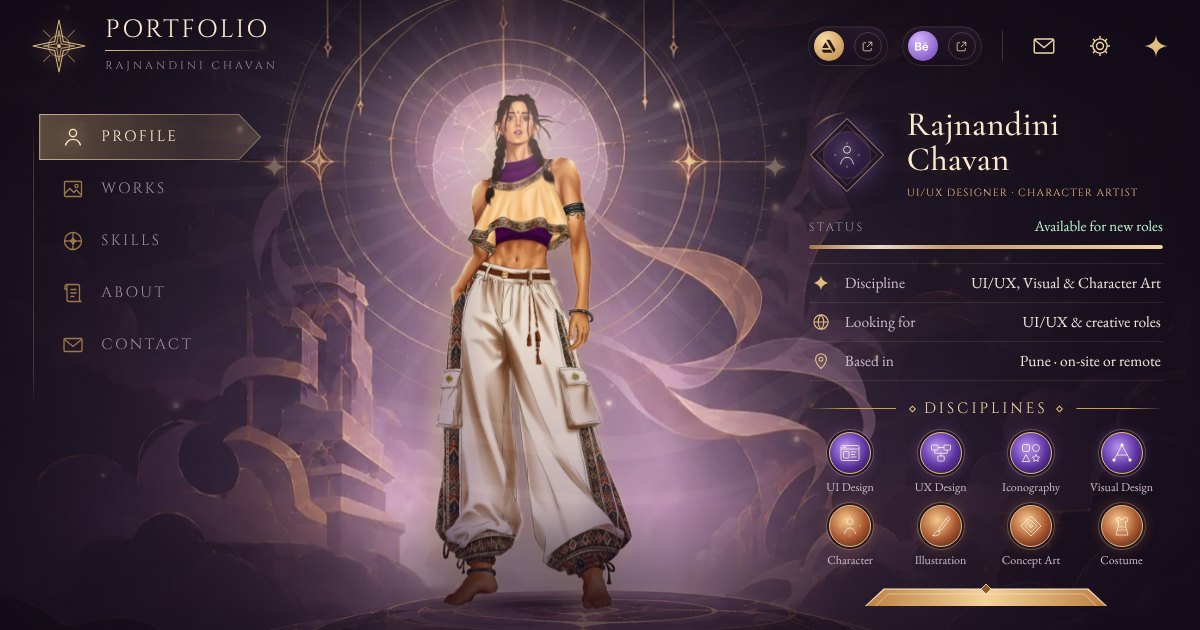 PORTFOLIO
RAJNANDINI CHAVAN
Bē
PROFILE
WORKS
SKILLS
ABOUT
CONTACT
Rajnandini
Chavan
UI/UX DESIGNER · CHARACTER ARTIST
STATUS Available for new roles
Discipline UI/UX, Visual & Character Art
Looking for UI/UX & creative roles
Based in Pune · on-site or remote
DISCIPLINES
UI Design UX Design Iconography Visual Design
Character Illustration Concept Art Costume